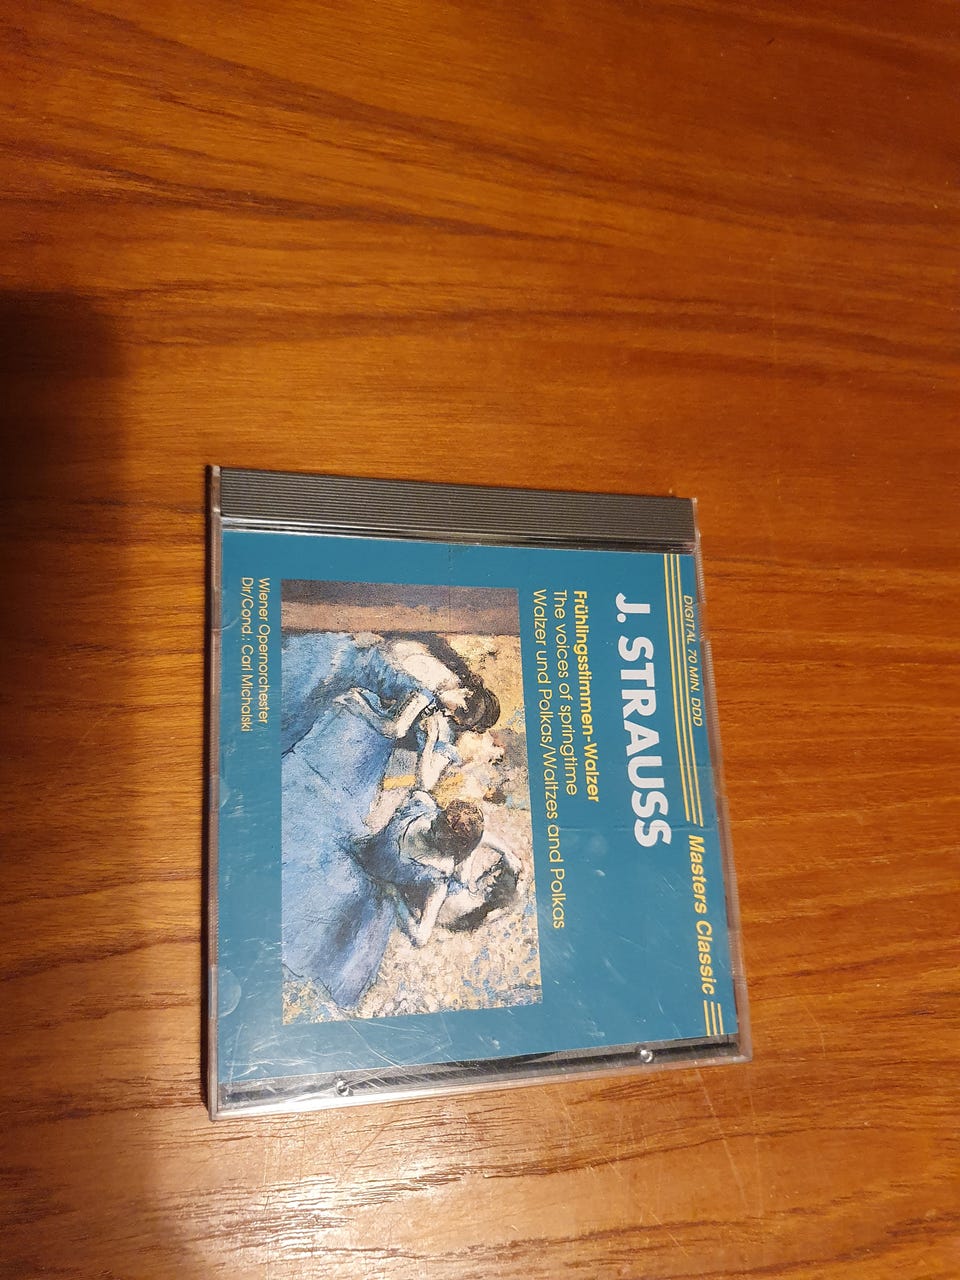 DIGITAL 70 MIN. DDD
Masters Classic
J. STRAUSS
Frühlingsstimmen-Walzer
The voices of springtime
Walzer und Polkas/Waltzes and Polkas
Wiener Opernorchester
Dir/Cond.: Carl Michalski